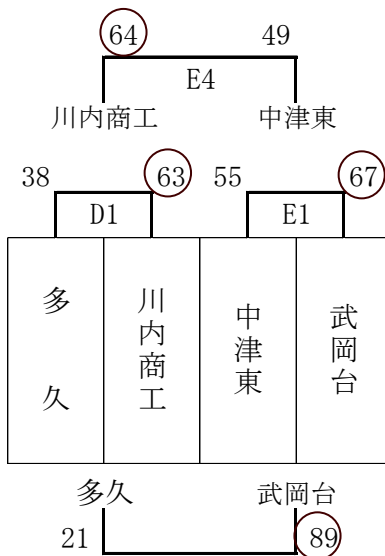 64 49
E4
川内商工 中津東
38 63 55 67
D1 E1
多久 川内商工 中津東 武岡台
多久 武岡台
21 89